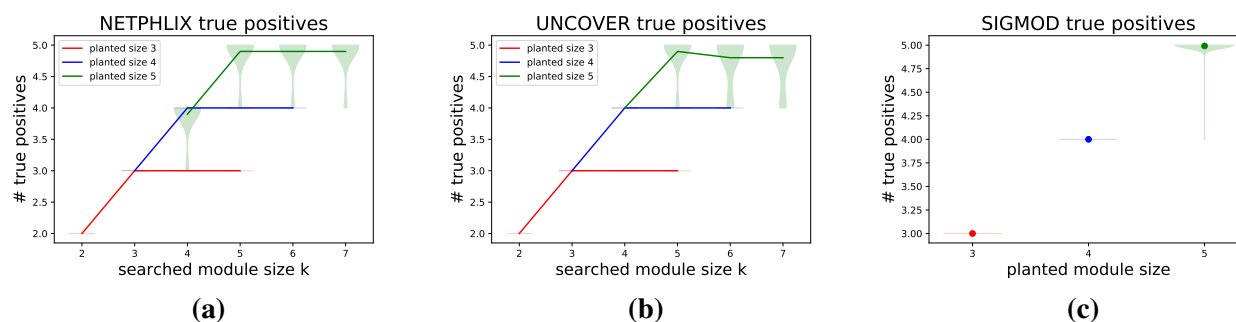 NETPHLIX true positives
planted size 3
planted size 4
planted size 5
# true positives
5.0
4.5
4.0
3.5
3.0
2.5
2.0
2 3 4 5 6 7
searched module size k
(a)
UNCOVER true positives
planted size 3
planted size 4
planted size 5
# true positives
5.0
4.5
4.0
3.5
3.0
2.5
2.0
2 3 4 5 6 7
searched module size k
(b)
SIGMOD true positives
# true positives
5.00
4.75
4.50
4.25
4.00
3.75
3.50
3.25
3.00
3 4 5
planted module size
(c)